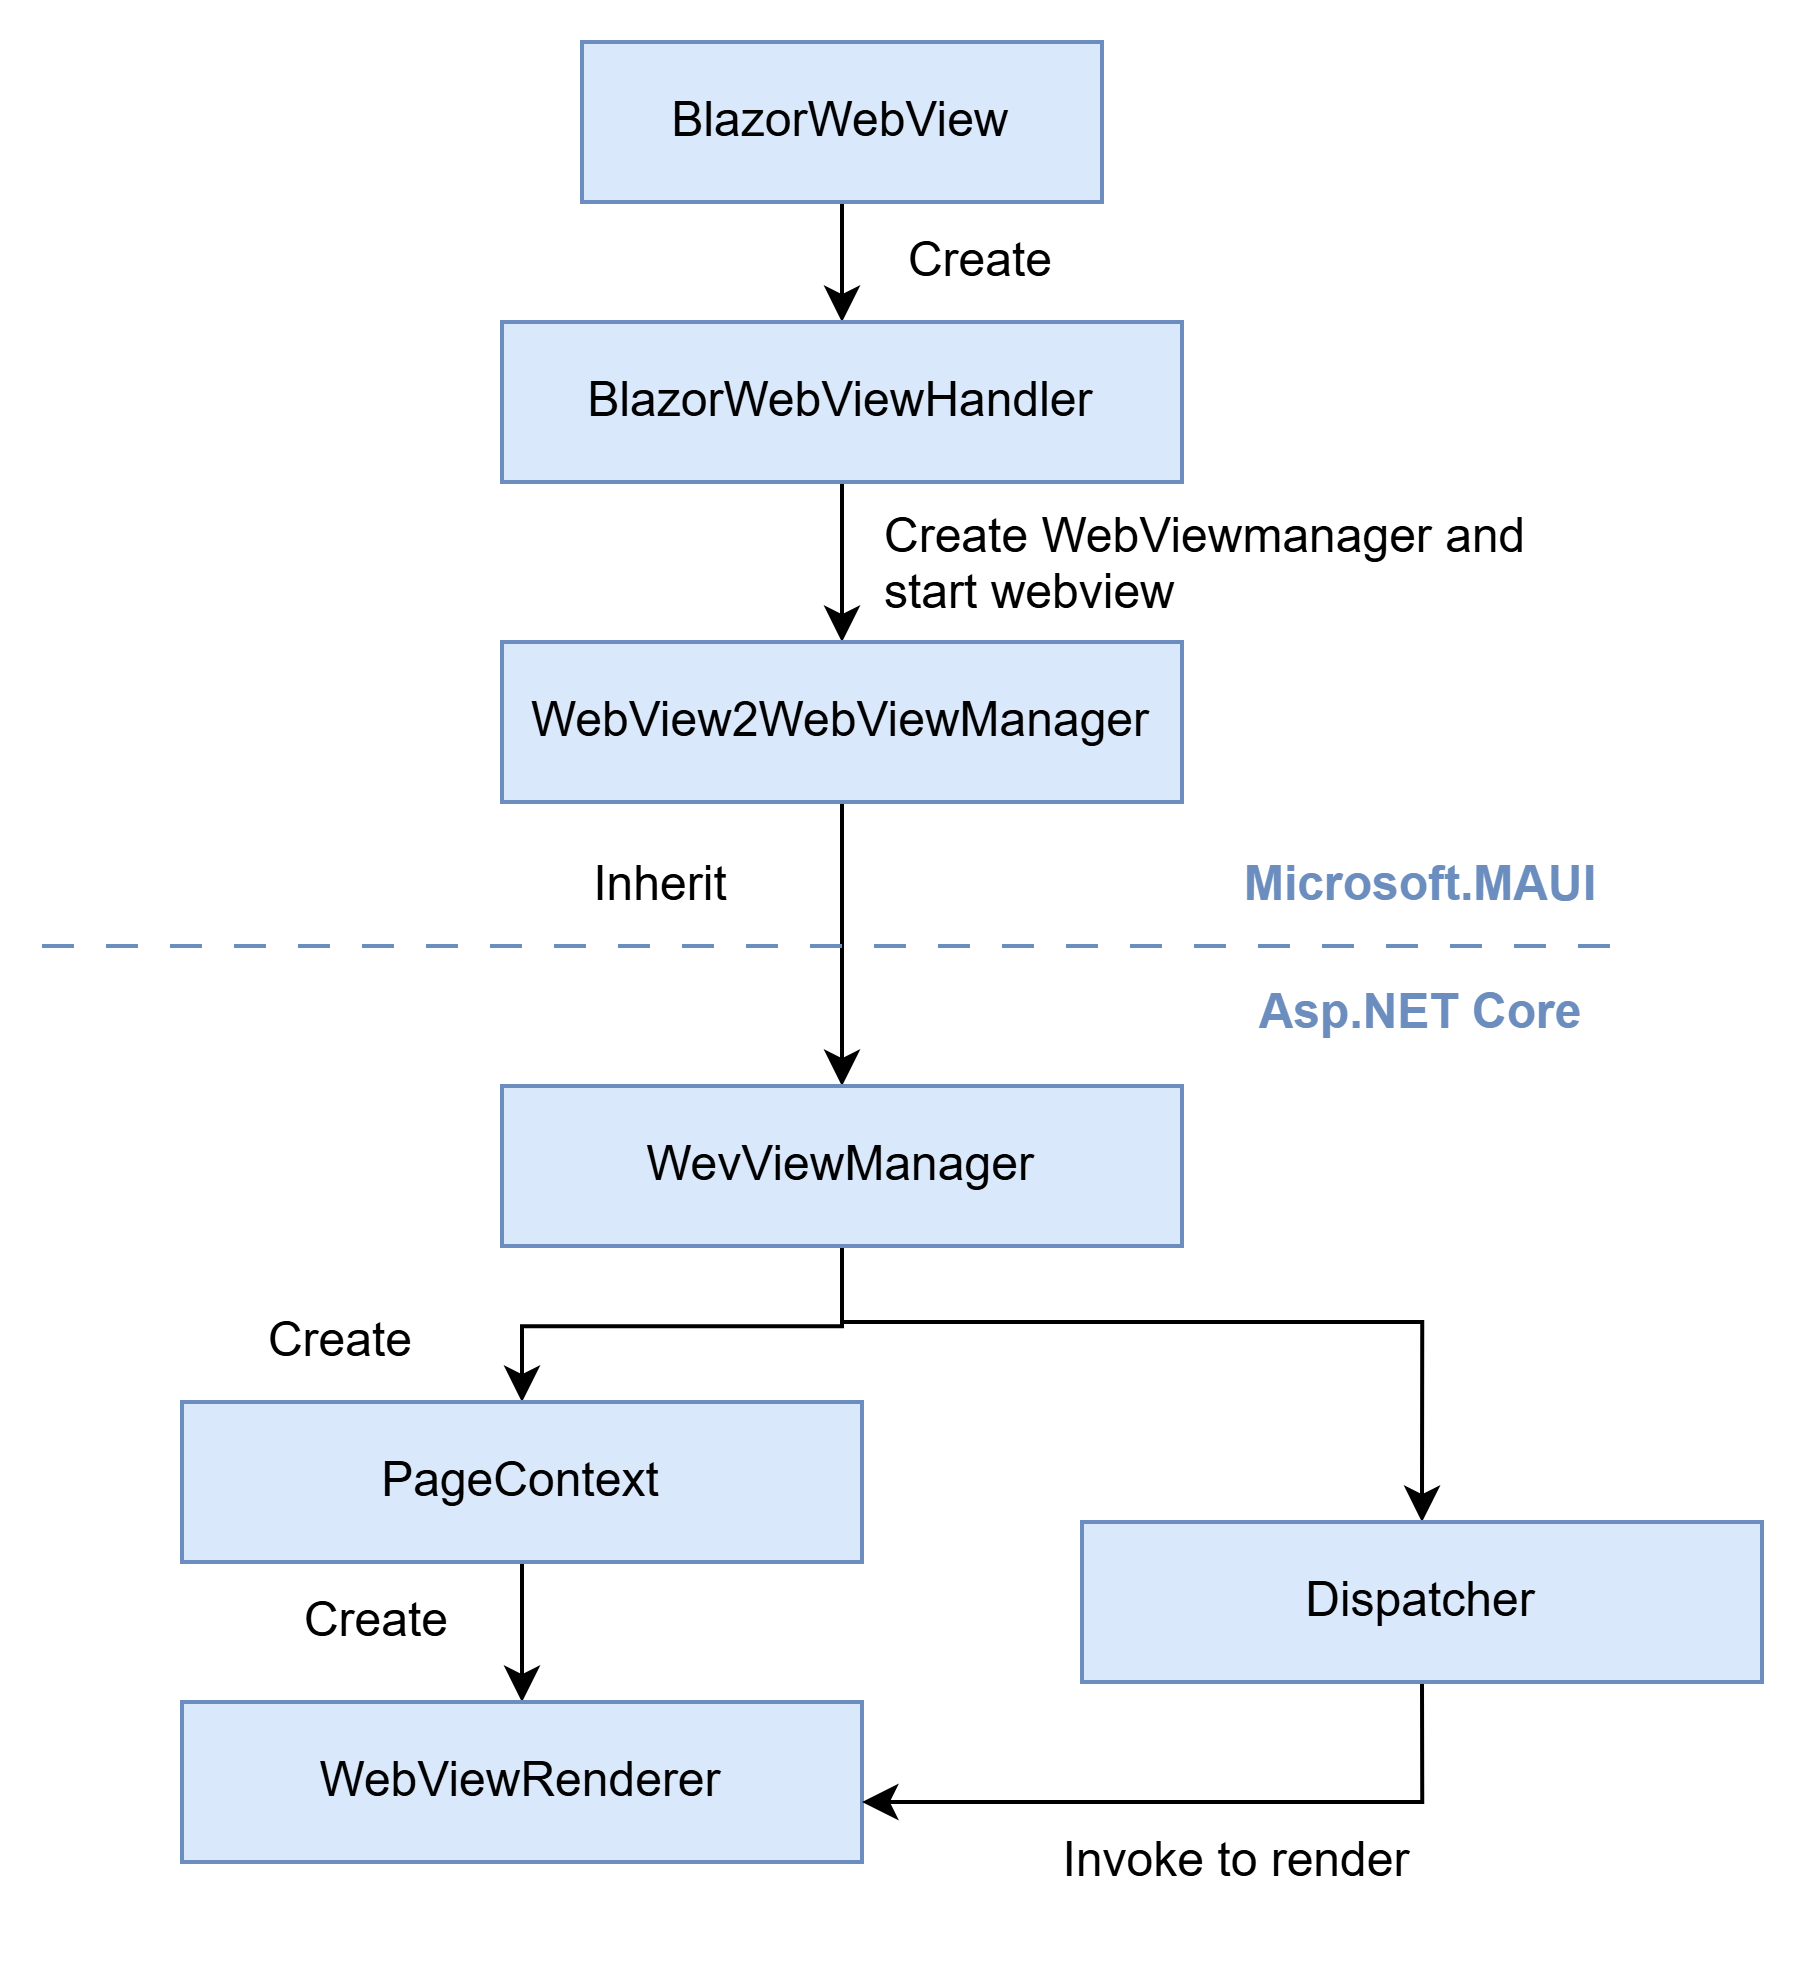 BlazorWebView
Create
BlazorWebViewHandler
Create WebViewmanager and
start webview
WebView2WebViewManager
Inherit
Microsoft.MAUI
Asp.NET Core
WevViewManager
Create
PageContext
Dispatcher
Create
WebViewRenderer
Invoke to render